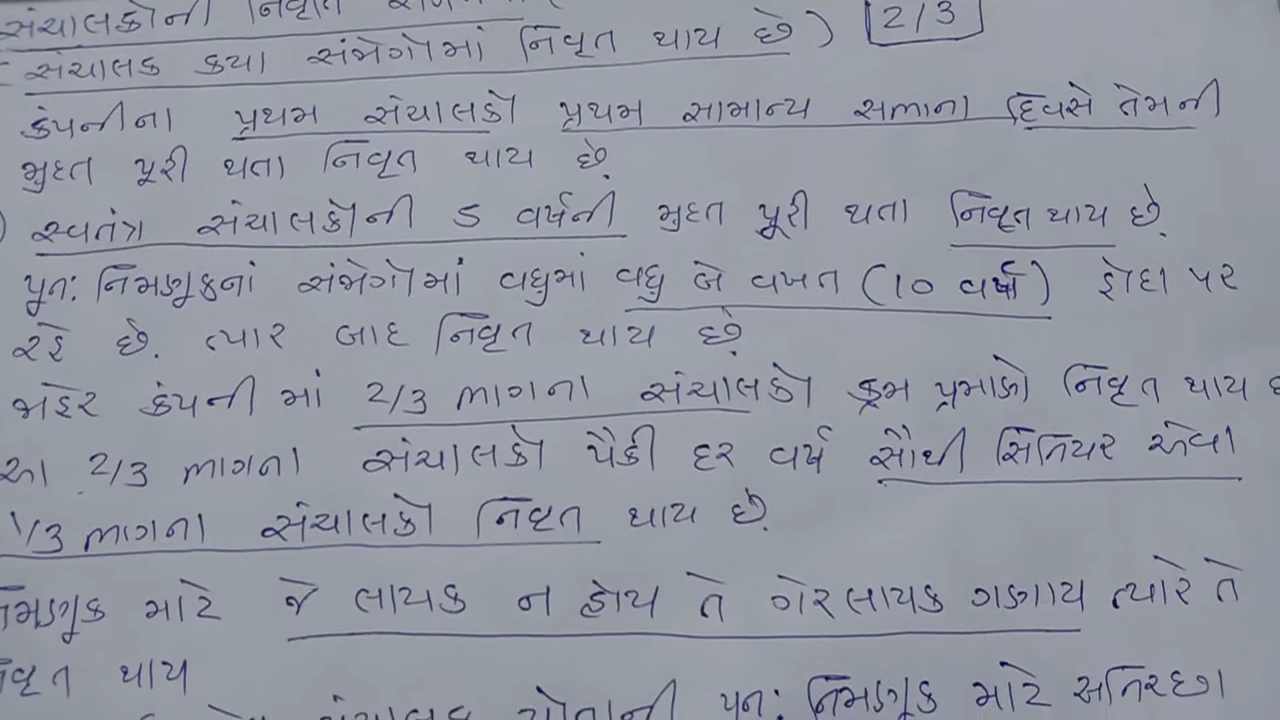 સંચાલકોની નિવૃતિ
સંચાલક કયા સંજોગોમાં નિવૃત થાય છે) 2/3
કંપનીના પ્રથમ સંચાલકો પ્રથમ સામાન્ય સભાના દિવસે તેમની
મુદત પૂરી થતા નિવૃત થાય છે.
સ્વતંત્ર સંચાલકોની 5 વર્ષની મુદત પૂરી થતા નિવૃત થાય છે.
પૂન: નિમણૂકનાં સંજોગોમાં વધુમાં વધુ બે વખત (10 વર્ષ) હોદા પર
રહે છે. ત્યાર બાદ નિવૃત થાય છે.
જાહેર કંપની માં 2/3 ભાગના સંચાલકો ક્રમ પ્રમાણે નિવૃત થાય છે
આ 2/3 ભાગના સંચાલકો પૈકી દર વર્ષ સૌથી સિનિયર એવા
1/3 ભાગના સંચાલકો નિવૃત થાય છે.
નિમણૂક માટે જે લાયક ન હોય તે ગેરલાયક ગણાય ત્યારે તે
નિવૃત થાય
સંચાલક પોતાની પૂન: નિમણૂક માટે અનિચ્છા